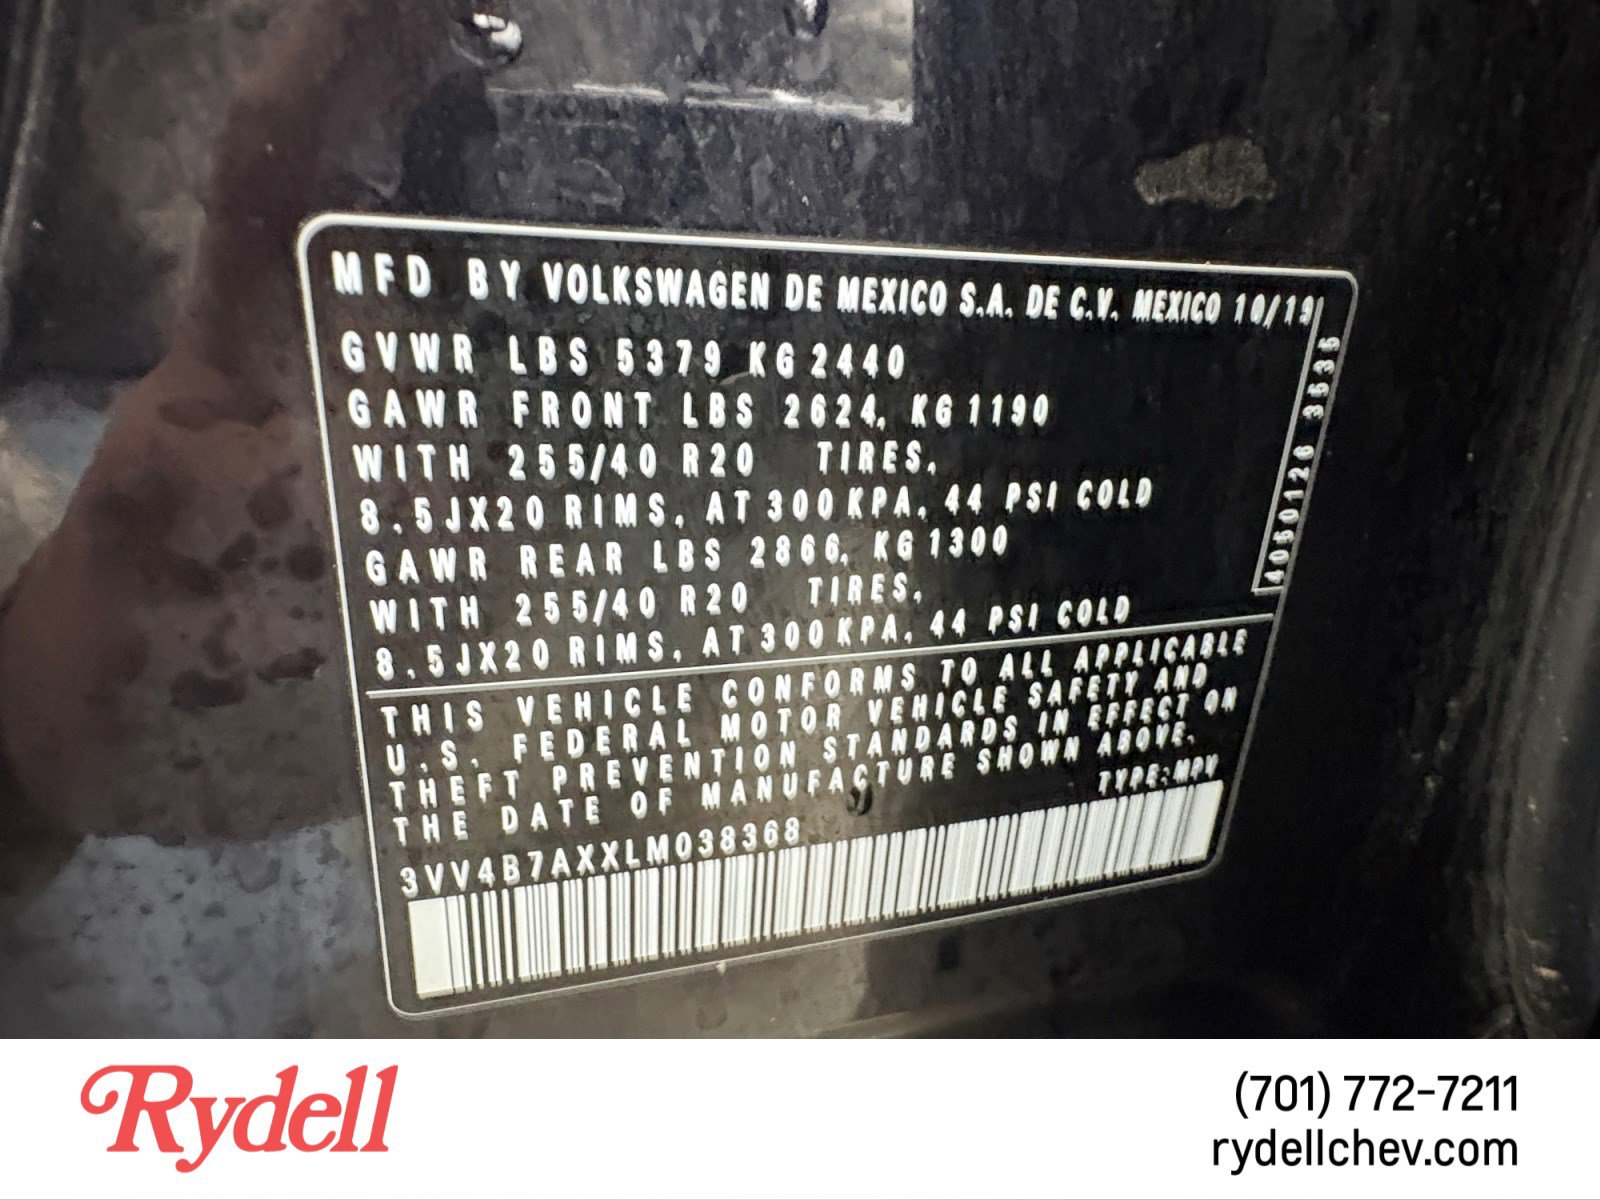 MFD BY VOLKSWAGEN DE MEXICO S.A. DE C.V. MEXICO 10/19
GVWR LBS 5379 KG 2440
GAWR FRONT LBS 2624, KG 1190
WITH 255/40 R20 TIRES,
8.5JX20 RIMS, AT 300 KPA, 44 PSI COLD
GAWR REAR LBS 2866, KG 1300
WITH 255/40 R20 TIRES,
8.5JX20 RIMS, AT 300 KPA, 44 PSI COLD
4050126 3535
THIS VEHICLE CONFORMS TO ALL APPLICABLE
U.S. FEDERAL MOTOR VEHICLE SAFETY AND
THEFT PREVENTION STANDARDS IN EFFECT ON
THE DATE OF MANUFACTURE SHOWN ABOVE.
TYPE: MPV
3VV4B7AXXLM038368
Rydell
(701) 772-7211
rydellchev.com